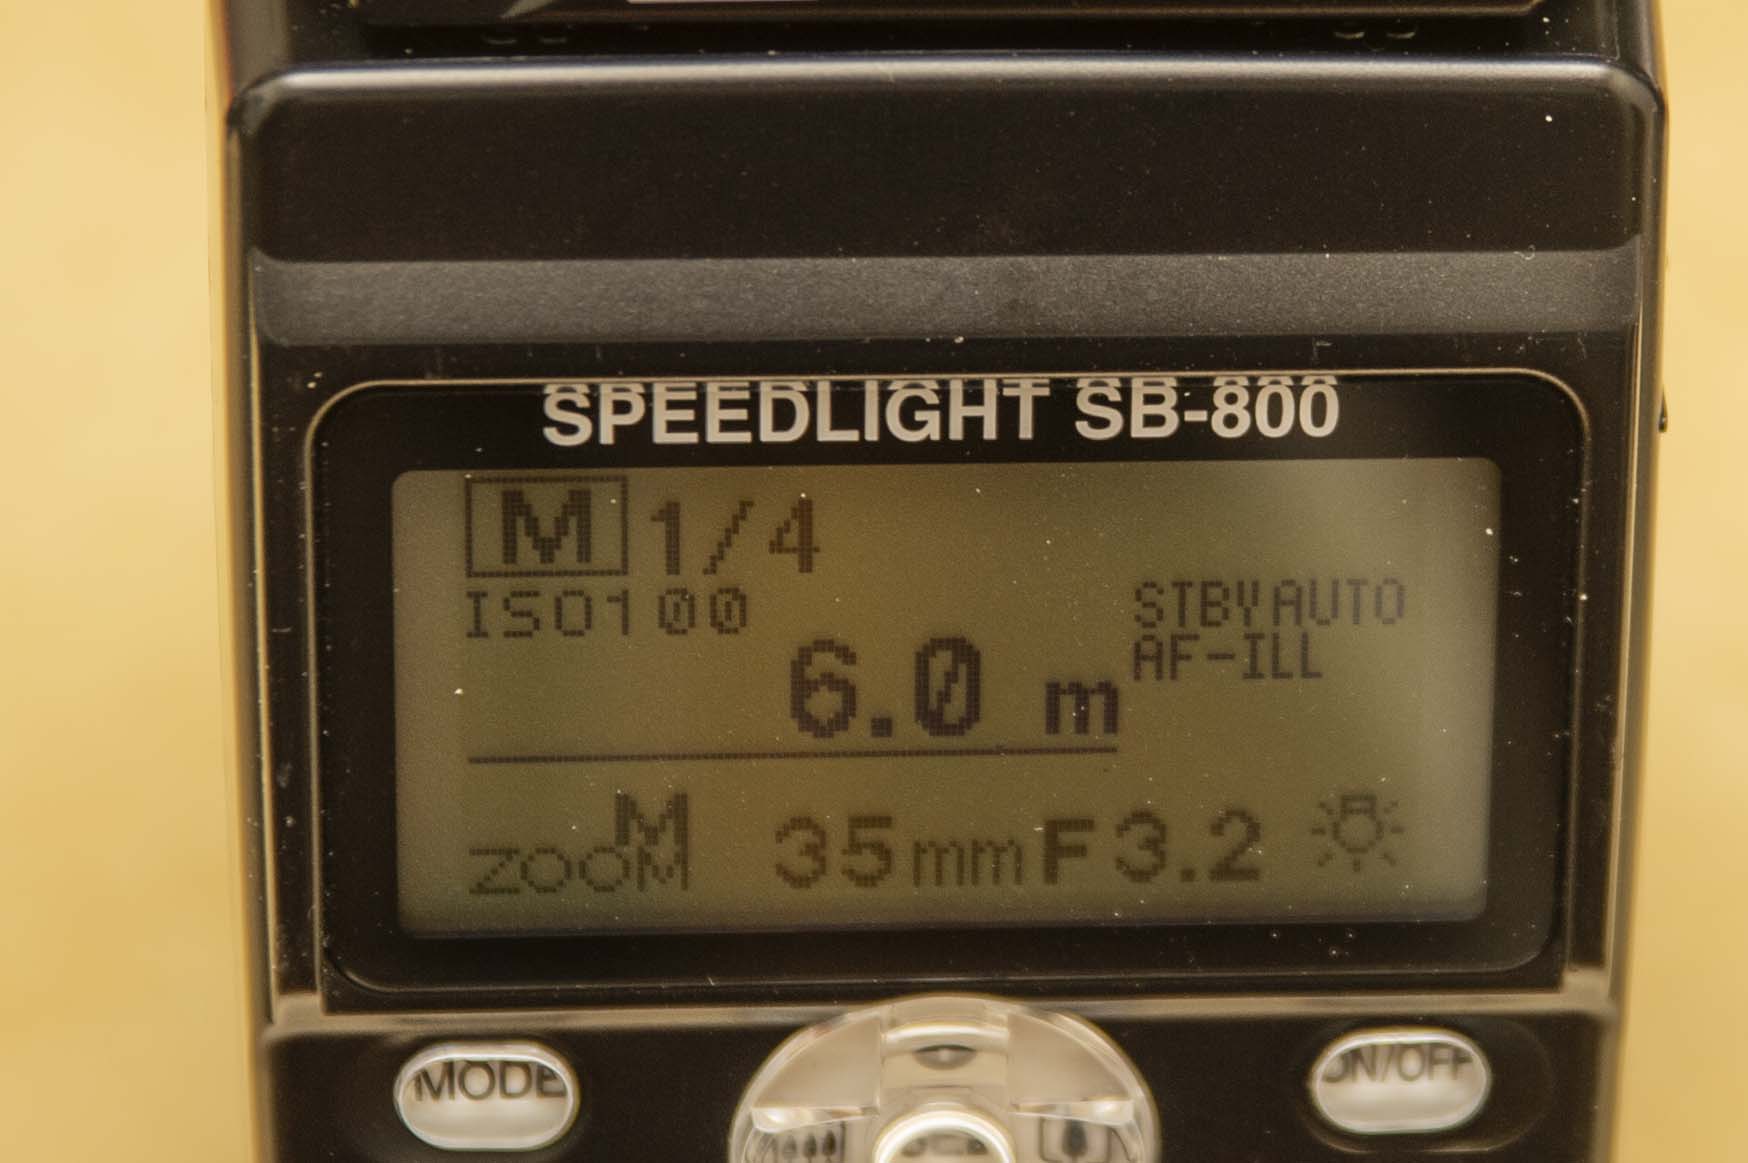 SPEEDLIGHT SB-800
M 1/4
ISO100
STBY AUTO
AF-ILL
6.0 m
M
ZOOM 35mm F3.2
MODE
ON/OFF